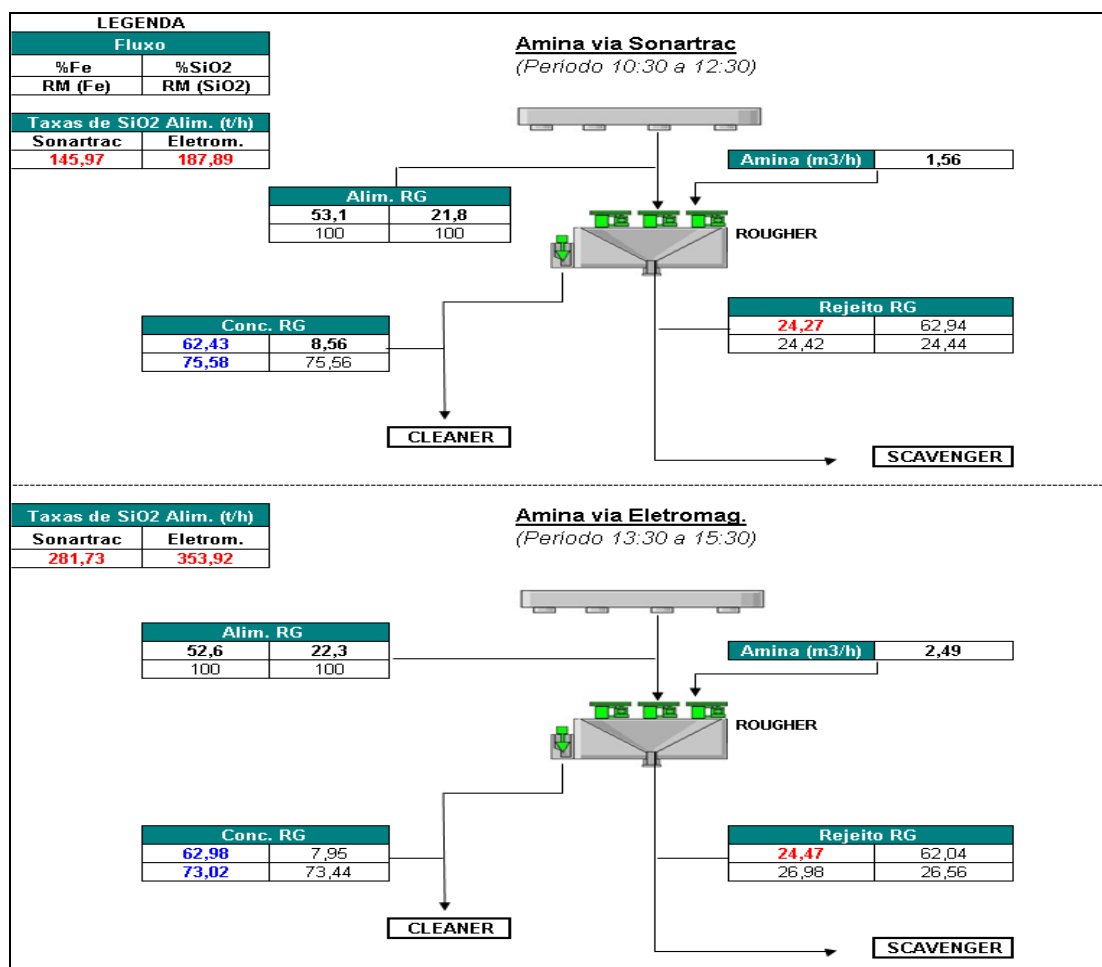 LEGENDA
Fluxo
%Fe %SiO2
RM (Fe) RM (SiO2)
Taxas de SiO2 Alim. (t/h)
Sonartrac Eletrom.
145,97 187,89
Amina via Sonartrac
(Período 10:30 a 12:30)
Amina (m3/h) 1,56
Alim. RG
53,1 21,8
100 100
ROUGHER
Conc. RG
62,43 8,56
75,58 75,56
Rejeito RG
24,27 62,94
24,42 24,44
CLEANER
SCAVENGER
Taxas de SiO2 Alim. (t/h)
Sonartrac Eletrom.
281,73 353,92
Amina via Eletromag.
(Período 13:30 a 15:30)
Alim. RG
52,6 22,3
100 100
Amina (m3/h) 2,49
ROUGHER
Conc. RG
62,98 7,95
73,02 73,44
Rejeito RG
24,47 62,04
26,98 26,56
CLEANER
SCAVENGER